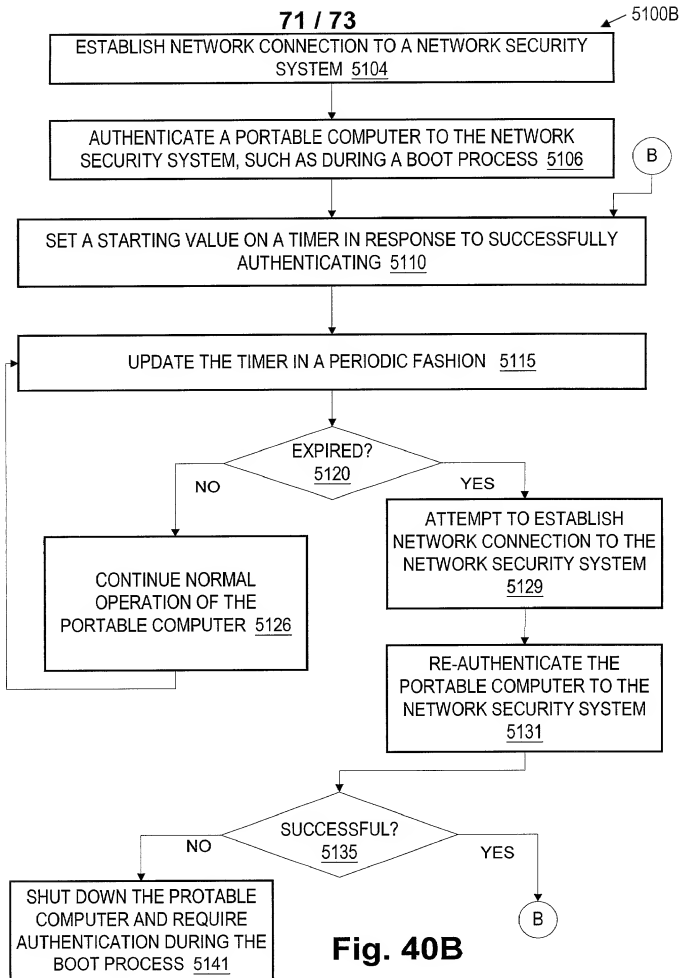 71 / 73
5100B
ESTABLISH NETWORK CONNECTION TO A NETWORK SECURITY
SYSTEM 5104
AUTHENTICATE A PORTABLE COMPUTER TO THE NETWORK
SECURITY SYSTEM, SUCH AS DURING A BOOT PROCESS 5106
B
SET A STARTING VALUE ON A TIMER IN RESPONSE TO SUCCESSFULLY
AUTHENTICATING 5110
UPDATE THE TIMER IN A PERIODIC FASHION 5115
EXPIRED?
5120
NO
YES
CONTINUE NORMAL
OPERATION OF THE
PORTABLE COMPUTER 5126
ATTEMPT TO ESTABLISH
NETWORK CONNECTION TO THE
NETWORK SECURITY SYSTEM
5129
RE-AUTHENTICATE THE
PORTABLE COMPUTER TO THE
NETWORK SECURITY SYSTEM
5131
SUCCESSFUL?
5135
NO
YES
SHUT DOWN THE PROTABLE
COMPUTER AND REQUIRE
AUTHENTICATION DURING THE
BOOT PROCESS 5141
B
Fig. 40B